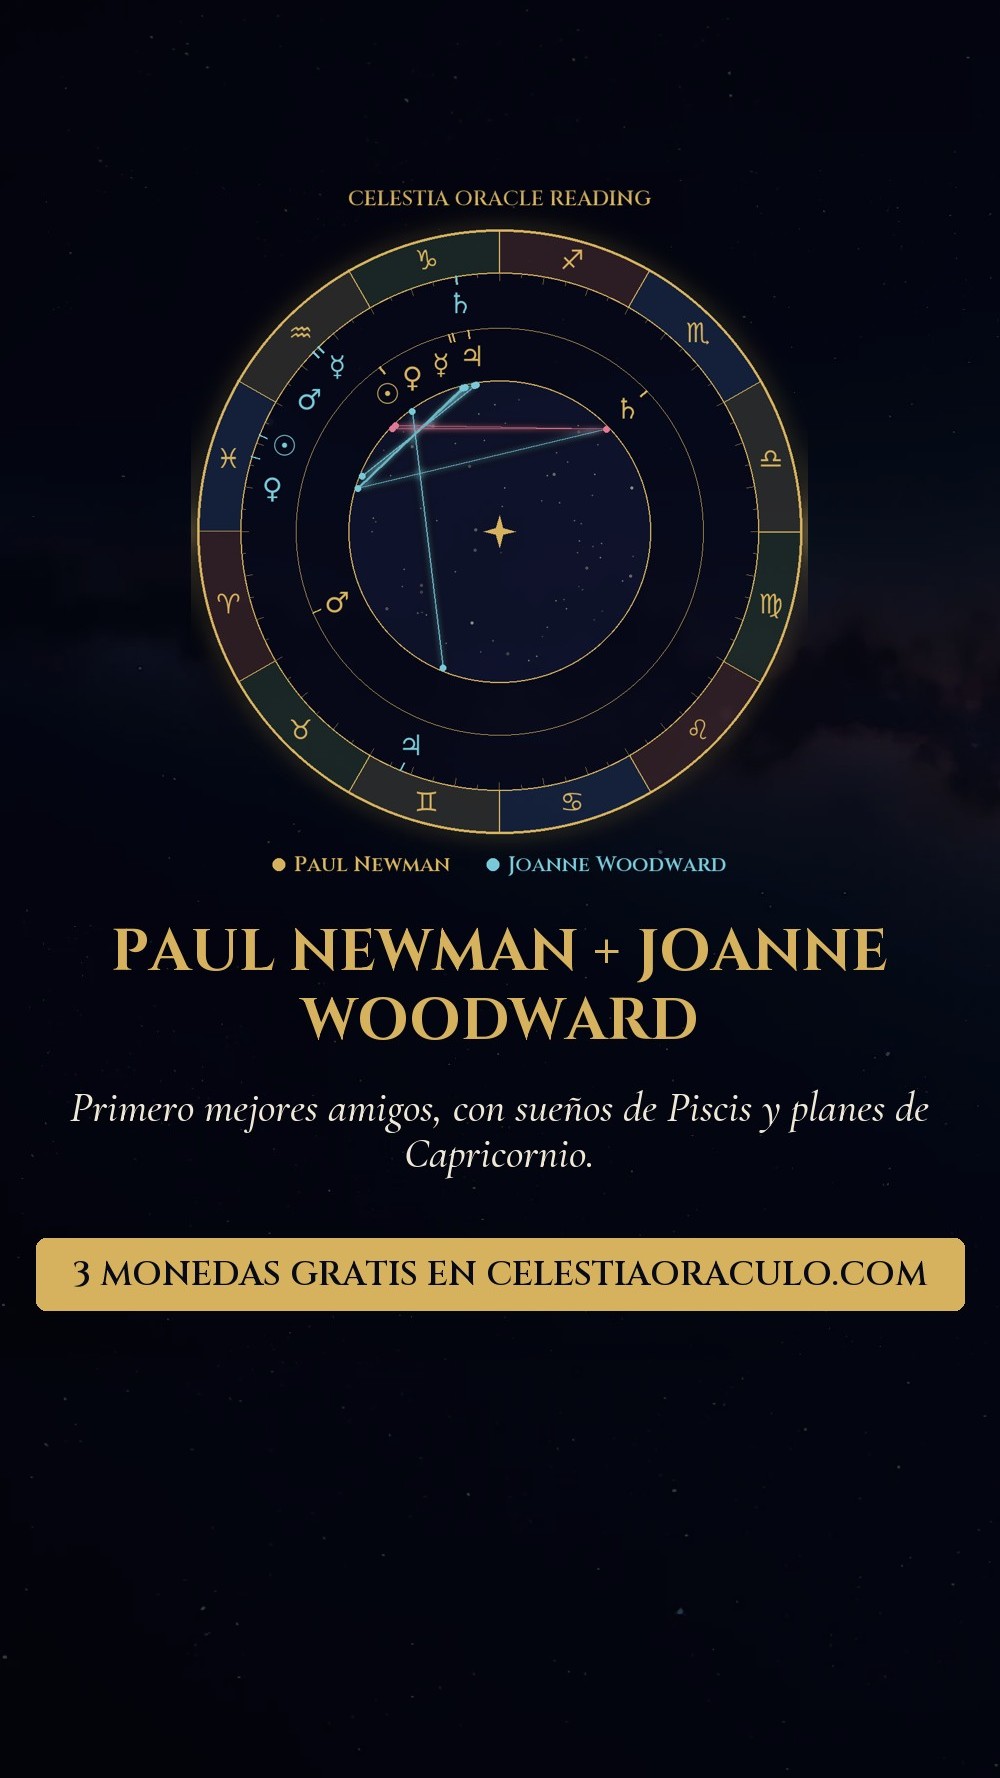 CELESTIA ORACLE READING
PAUL NEWMAN
JOANNE WOODWARD
PAUL NEWMAN + JOANNE
WOODWARD
Primero mejores amigos, con sueños de Piscis y planes de
Capricornio.
3 MONEDAS GRATIS EN CELESTIAORACULO.COM